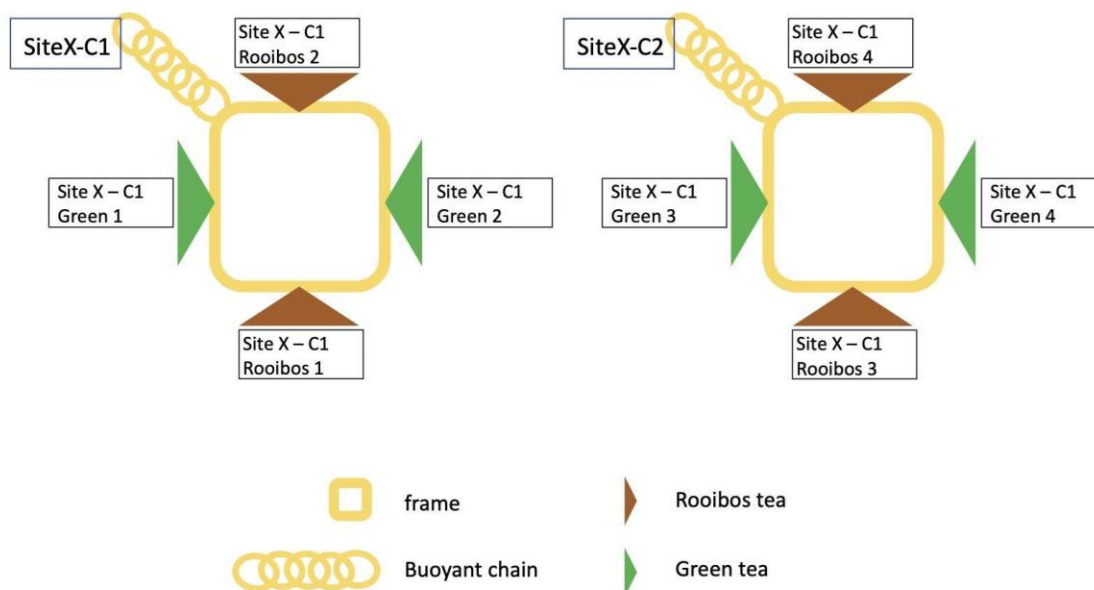 SiteX-C1
Site X – C1
Rooibos 2
Site X – C1
Green 1
Site X – C1
Green 2
Site X – C1
Rooibos 1
SiteX-C2
Site X – C1
Rooibos 4
Site X – C1
Green 3
Site X – C1
Green 4
Site X – C1
Rooibos 3
frame
Rooibos tea
Buoyant chain
Green tea